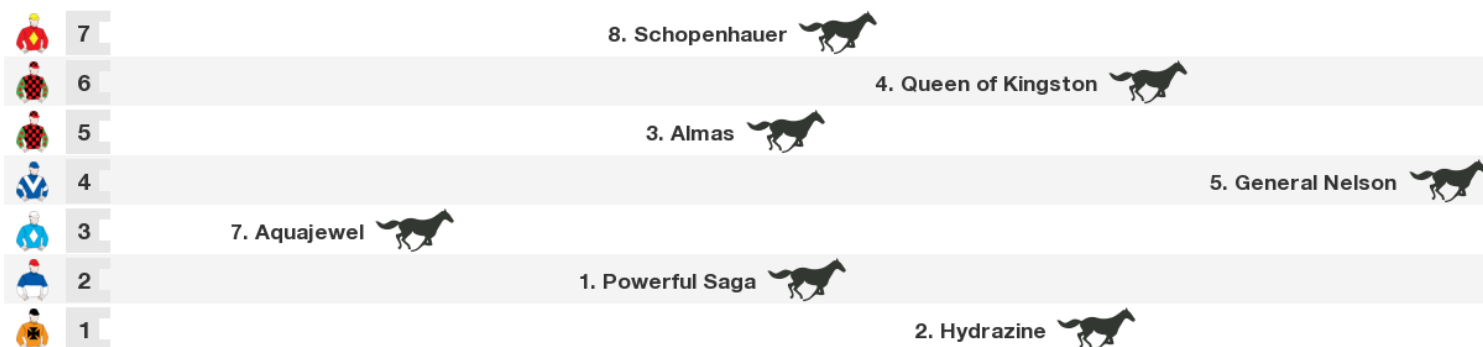 7 8. Schopenhauer
6 4. Queen of Kingston
5 3. Almas
4 5. General Nelson
3 7. Aquajewel
2 1. Powerful Saga
1 2. Hydrazine